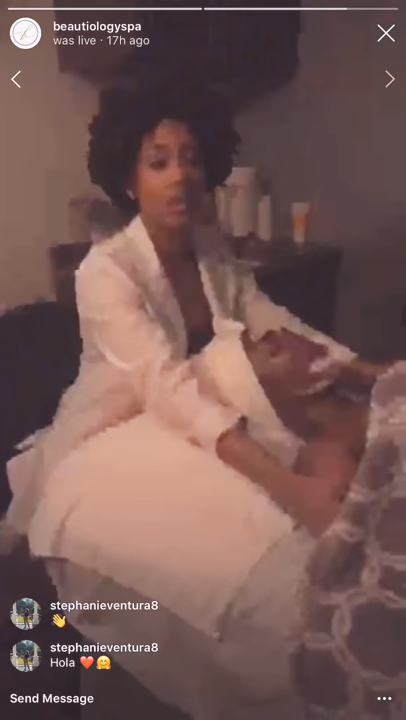 beautiologyspa
was live · 17h ago
stephanieventura8
👋
stephanieventura8
Hola ❤️🤗
Send Message